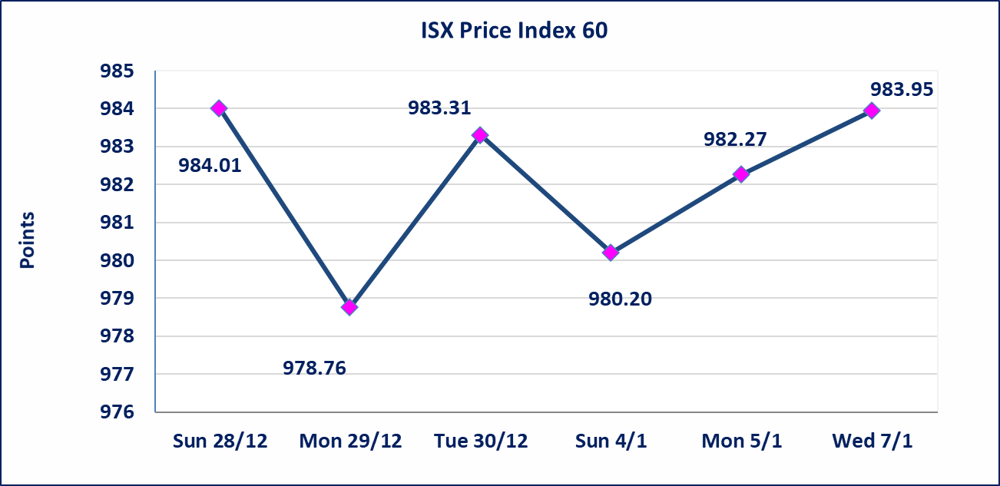 ISX Price Index 60
985
984
983
982
981
980
979
978
977
976
Points
984.01
978.76
983.31
980.20
982.27
983.95
Sun 28/12
Mon 29/12
Tue 30/12
Sun 4/1
Mon 5/1
Wed 7/1